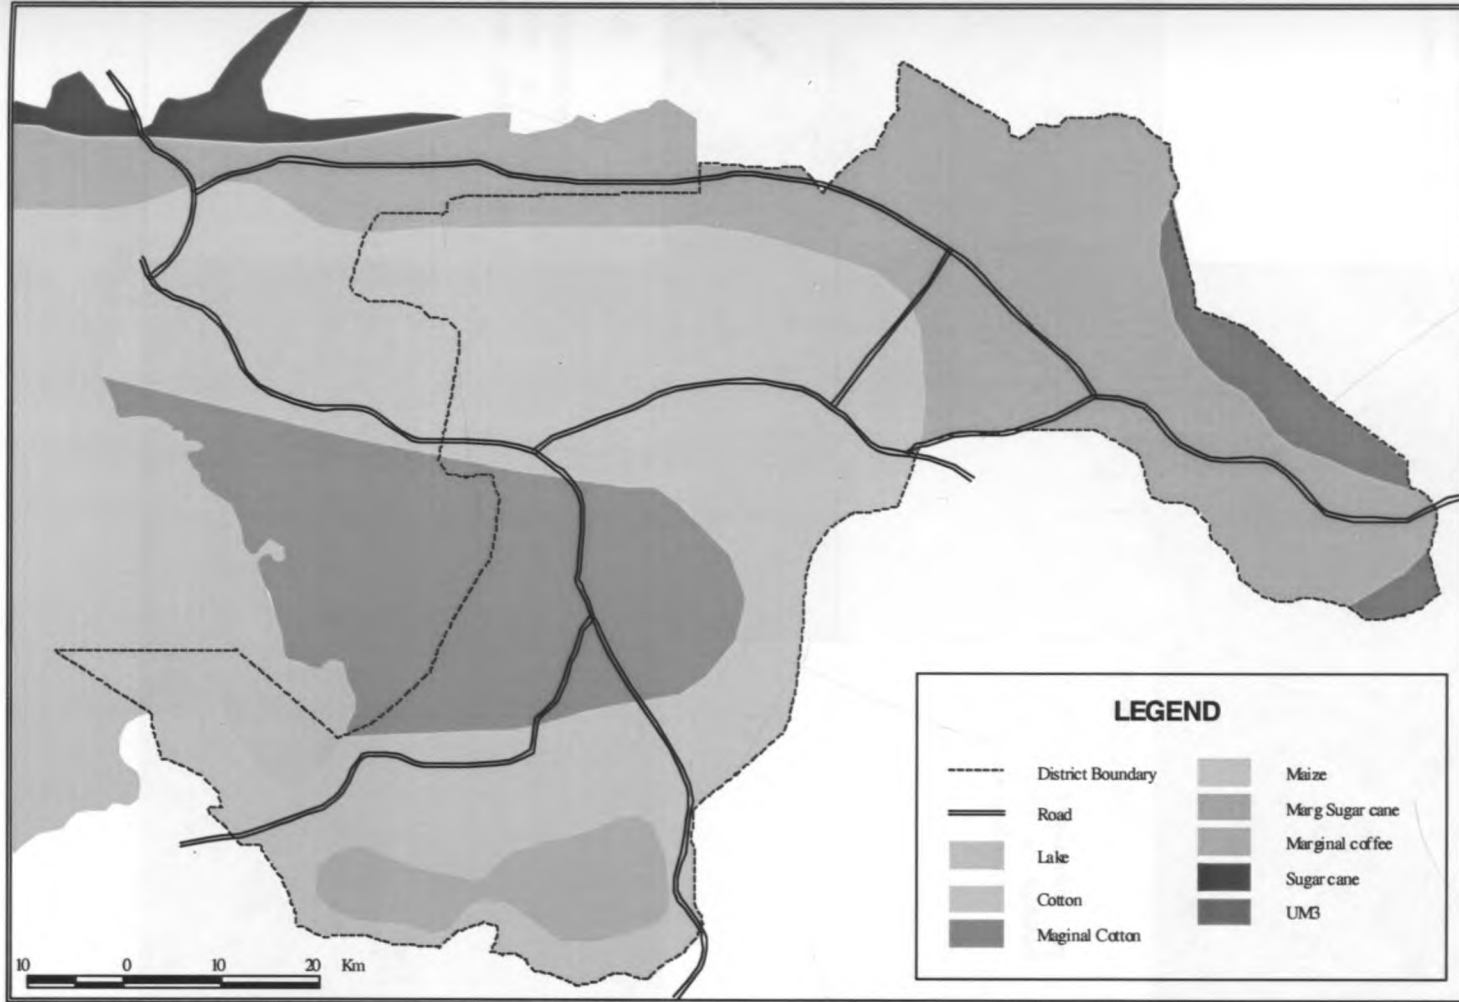 LEGEND
District Boundary
Road
Lake
Cotton
Maginal Cotton
Maize
Marg Sugar cane
Marginal coffee
Sugar cane
UM3
10 0 10 20 Km